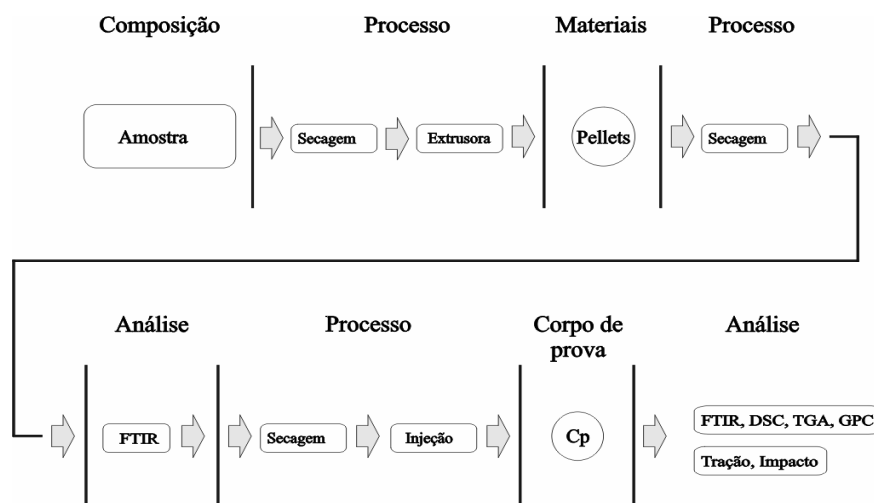 Composição Processo Materiais Processo
Amostra Secagem Extrusora Pellets Secagem
Análise Processo Corpo de prova Análise
FTIR Secagem Injeção Cp FTIR, DSC, TGA, GPC
Tração, Impacto